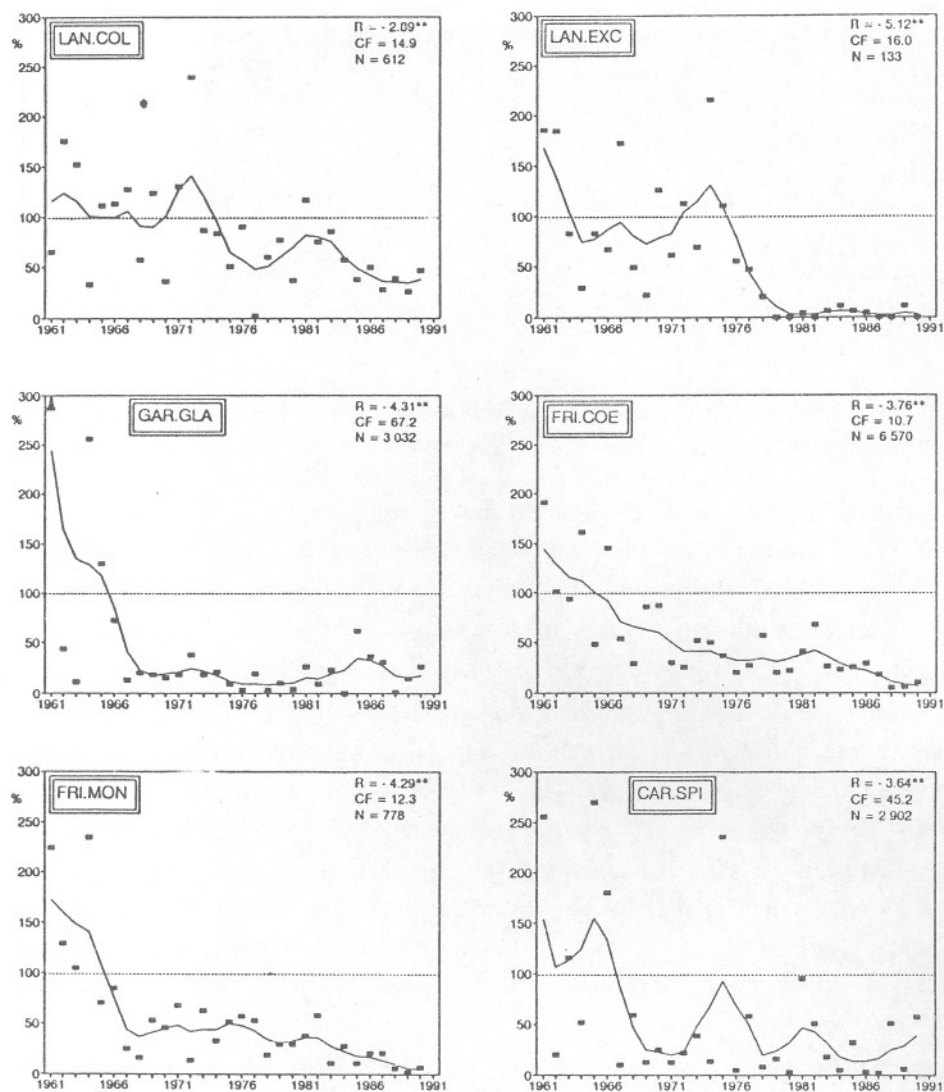 300
%
250
200
150
100
50
0
1961 1966 1971 1976 1981 1986 1991
LAN.COL
R = - 2.09**
CF = 14.9
N = 612
300
%
250
200
150
100
50
0
1961 1966 1971 1976 1981 1986 1991
LAN.EXC
R = - 5.12**
CF = 16.0
N = 133
300
%
250
200
150
100
50
0
1961 1966 1971 1976 1981 1986 1991
GAR.GLA
R = - 4.31**
CF = 67.2
N = 3 032
300
%
250
200
150
100
50
0
1961 1966 1971 1976 1981 1986 1991
FRI.COE
R = -3.76**
CF = 10.7
N = 6 570
300
%
250
200
150
100
50
0
1961 1966 1971 1976 1981 1986 1991
FRI.MON
R = - 4.29**
CF = 12.3
N = 778
300
%
250
200
150
100
50
0
1961 1966 1971 1976 1981 1986 1991
CAR.SPI
R = -3.64**
CF = 45.2
N = 2 902